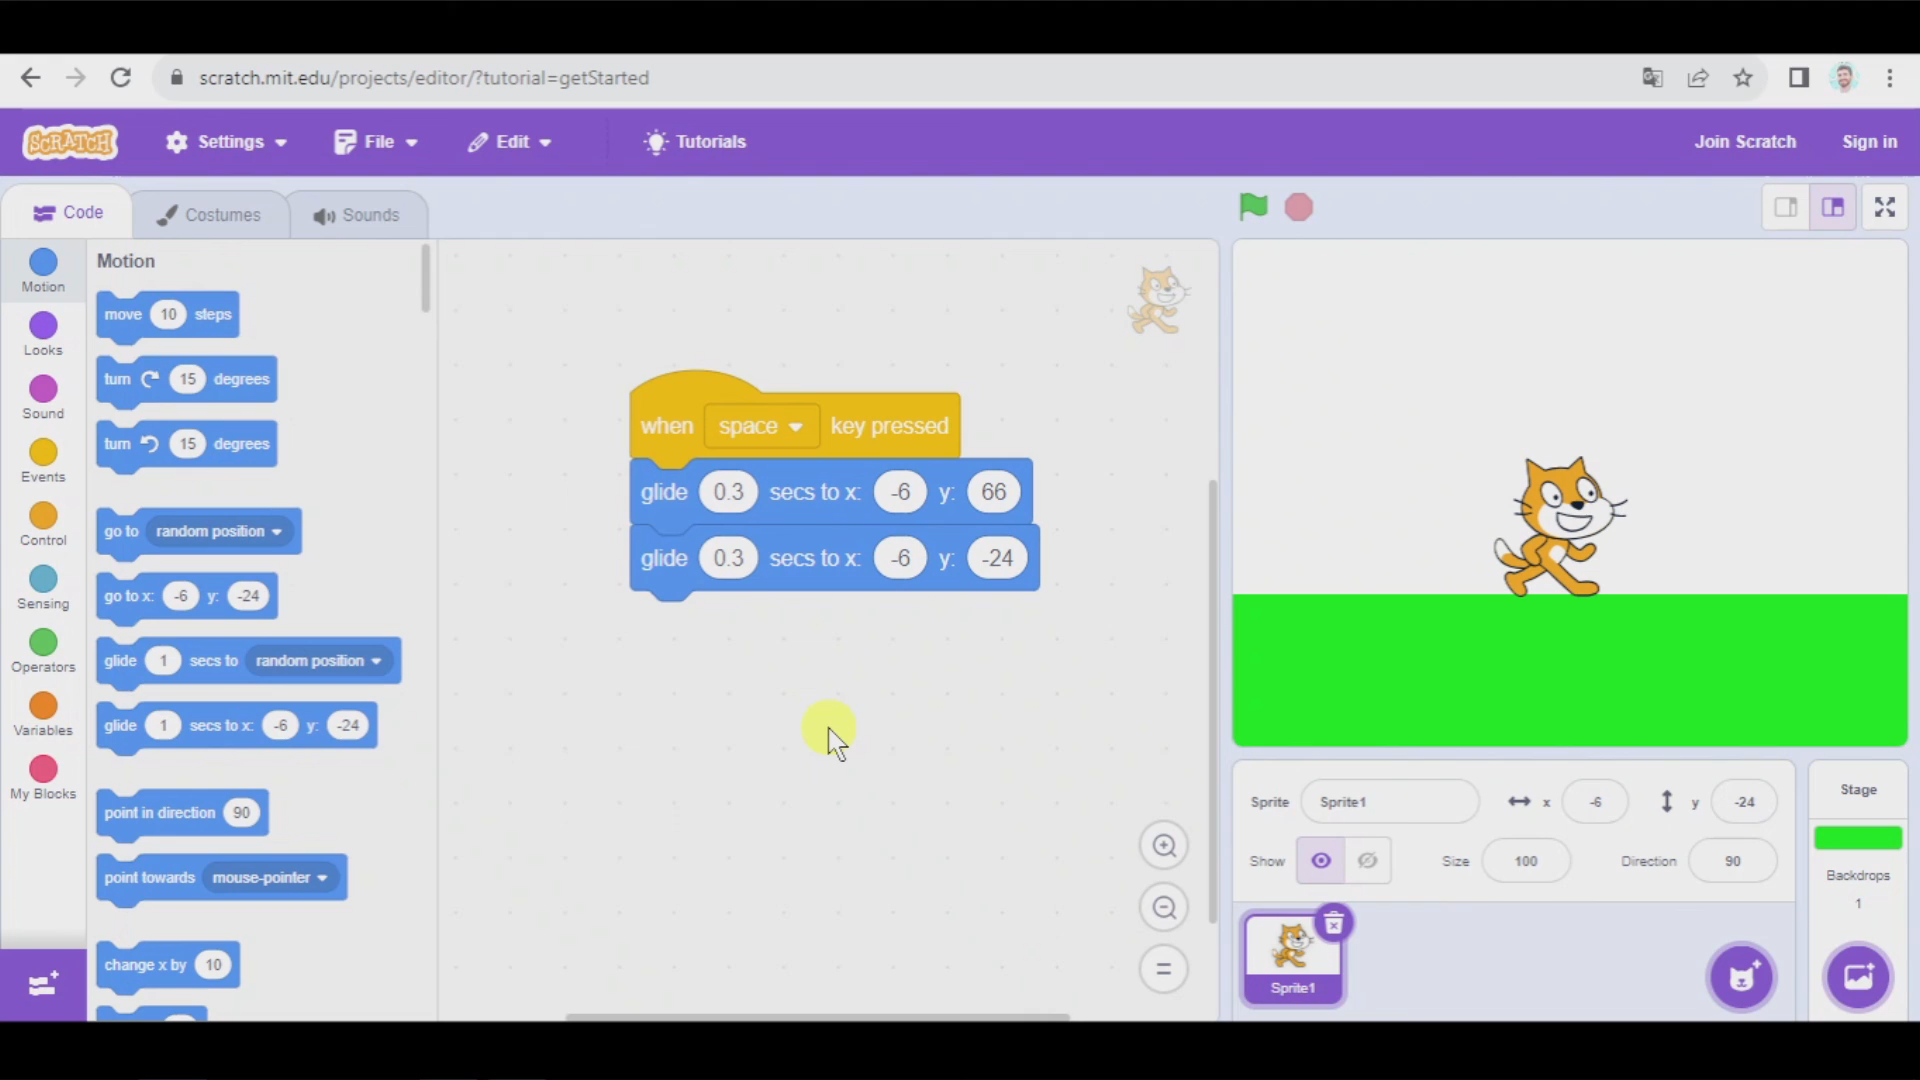 scratch.mit.edu/projects/editor/?tutorial=getStarted
SCRATCH Settings File Edit Tutorials Join Scratch Sign in
Code Costumes Sounds
Motion
Looks
Sound
Events
Control
Sensing
Operators
Variables
My Blocks
Motion
move 10 steps
turn 15 degrees
turn 15 degrees
go to random position
go to x: -6 y: -24
glide 1 secs to random position
glide 1 secs to x: -6 y: -24
point in direction 90
point towards mouse-pointer
change x by 10
when space key pressed
glide 0.3 secs to x: -6 y: 66
glide 0.3 secs to x: -6 y: -24
Sprite Sprite1 x -6 y -24
Show Size 100 Direction 90
Sprite1
Stage
Backdrops
1